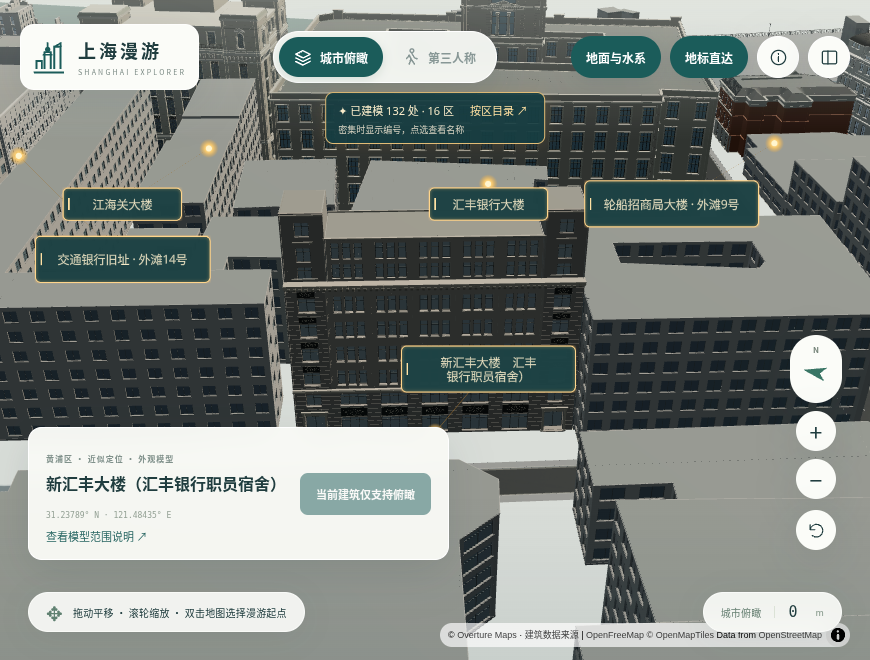 上海漫游
SHANGHAI EXPLORER
城市俯瞰
第三人称
地面与水系
地标直达
✦ 已建模 132 处 · 16 区 按区目录 ↗
密集时显示编号，点选查看名称
江海关大楼
汇丰银行大楼
轮船招商局大楼 · 外滩9号
交通银行旧址 · 外滩14号
新汇丰大楼 汇丰
银行职员宿舍）
N
黄浦区 · 近似定位 · 外观模型
新汇丰大楼（汇丰银行职员宿舍）
当前建筑仅支持俯瞰
31.23789° N · 121.48435° E
查看模型范围说明 ↗
拖动平移 · 滚轮缩放 · 双击地图选择漫游起点
城市俯瞰 0 m
© Overture Maps · 建筑数据来源 | OpenFreeMap © OpenMapTiles Data from OpenStreetMap